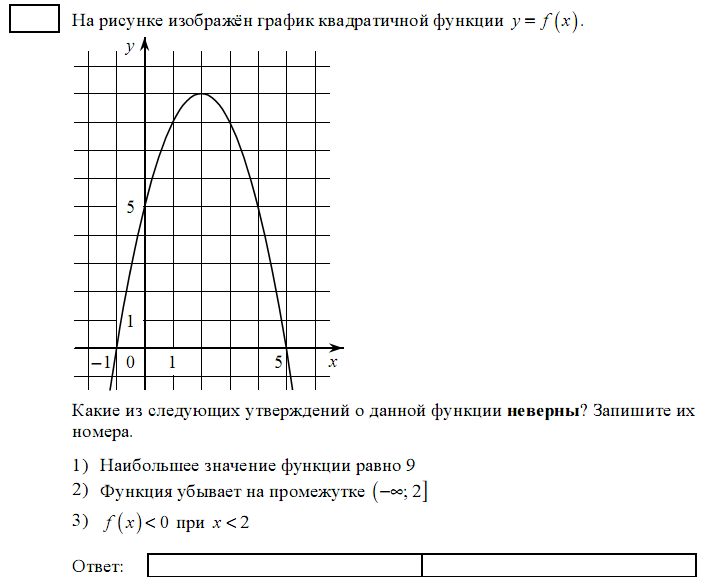 На рисунке изображён график квадратичной функции y = f(x).
y
5
1
−1 0 1 5 x
Какие из следующих утверждений о данной функции неверны? Запишите их
номера.
1) Наибольшее значение функции равно 9
2) Функция убывает на промежутке (−∞; 2]
3) f(x) < 0 при x < 2
Ответ: